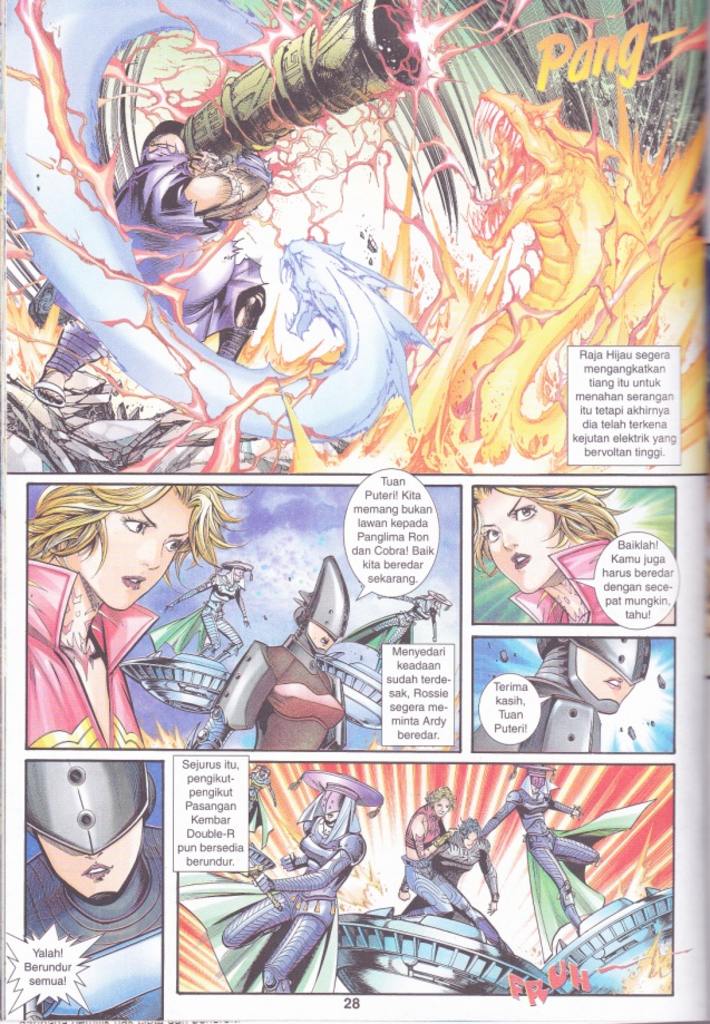 Pang-
Raja Hijau segera
mengangkatkan
tiang itu untuk
menahan serangan
itu tetapi akhirnya
dia telah terkena
kejutan elektrik yang
bervoltan tinggi.
Tuan
Puteri! Kita
memang bukan
lawan kepada
Panglima Ron
dan Cobra! Baik
kita beredar
sekarang.
Menyedari
keadaan
sudah terde-
sak, Rossie
segera me-
minta Ardy
beredar.
Baiklah!
Kamu juga
harus beredar
dengan sece-
pat mungkin,
tahu!
Terima
kasih,
Tuan
Puteri!
Yalah!
Berundur
semua!
Sejurus itu,
pengikut-
pengikut
Pasangan
Kembar
Double-R
pun bersedia
berundur.
FRUH
28